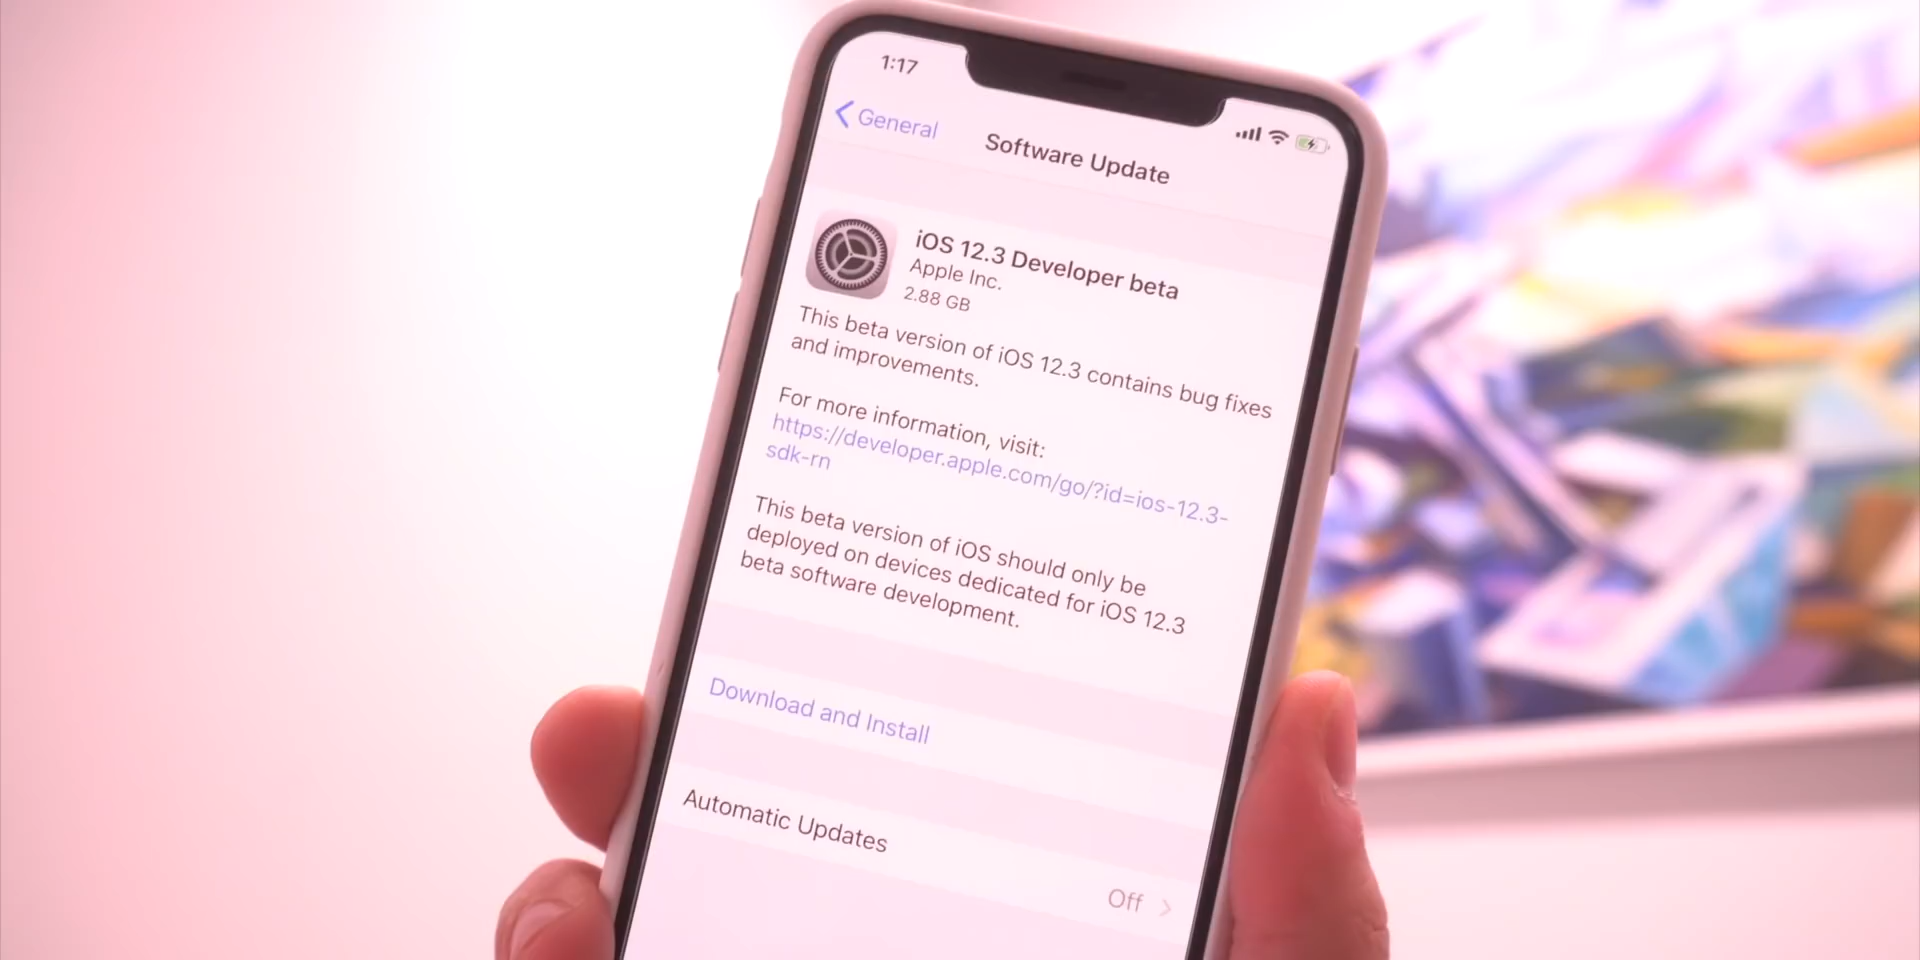 1:17
General
Software Update
iOS 12.3 Developer beta
Apple Inc.
2.88 GB
This beta version of iOS 12.3 contains bug fixes
and improvements.
For more information, visit:
https://developer.apple.com/go/?id=ios-12.3-
sdk-rn
This beta version of iOS should only be
deployed on devices dedicated for iOS 12.3
beta software development.
Download and Install
Automatic Updates
Off